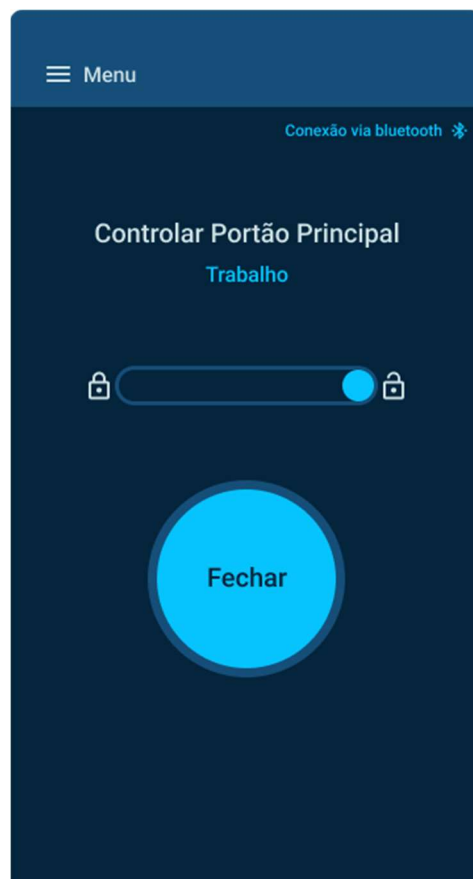 Menu
Conexão via bluetooth
Controlar Portão Principal
Trabalho
Fechar